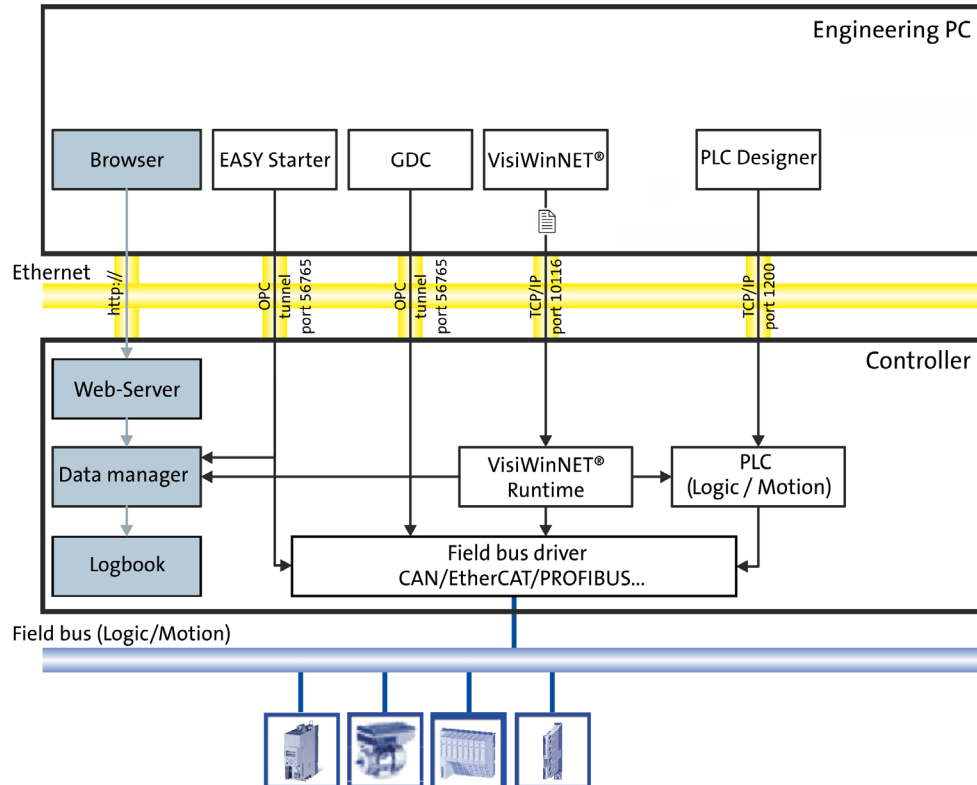 Engineering PC
Browser
EASY Starter
GDC
VisiWinNET®
PLC Designer
Ethernet
http://
OPC
tunnel
port 56765
OPC
tunnel
port 56765
TCP/IP
port 10116
TCP/IP
port 1200
Controller
Web-Server
Data manager
VisiWinNET®
Runtime
PLC
(Logic / Motion)
Logbook
Field bus driver
CAN/EtherCAT/PROFIBUS...
Field bus (Logic/Motion)